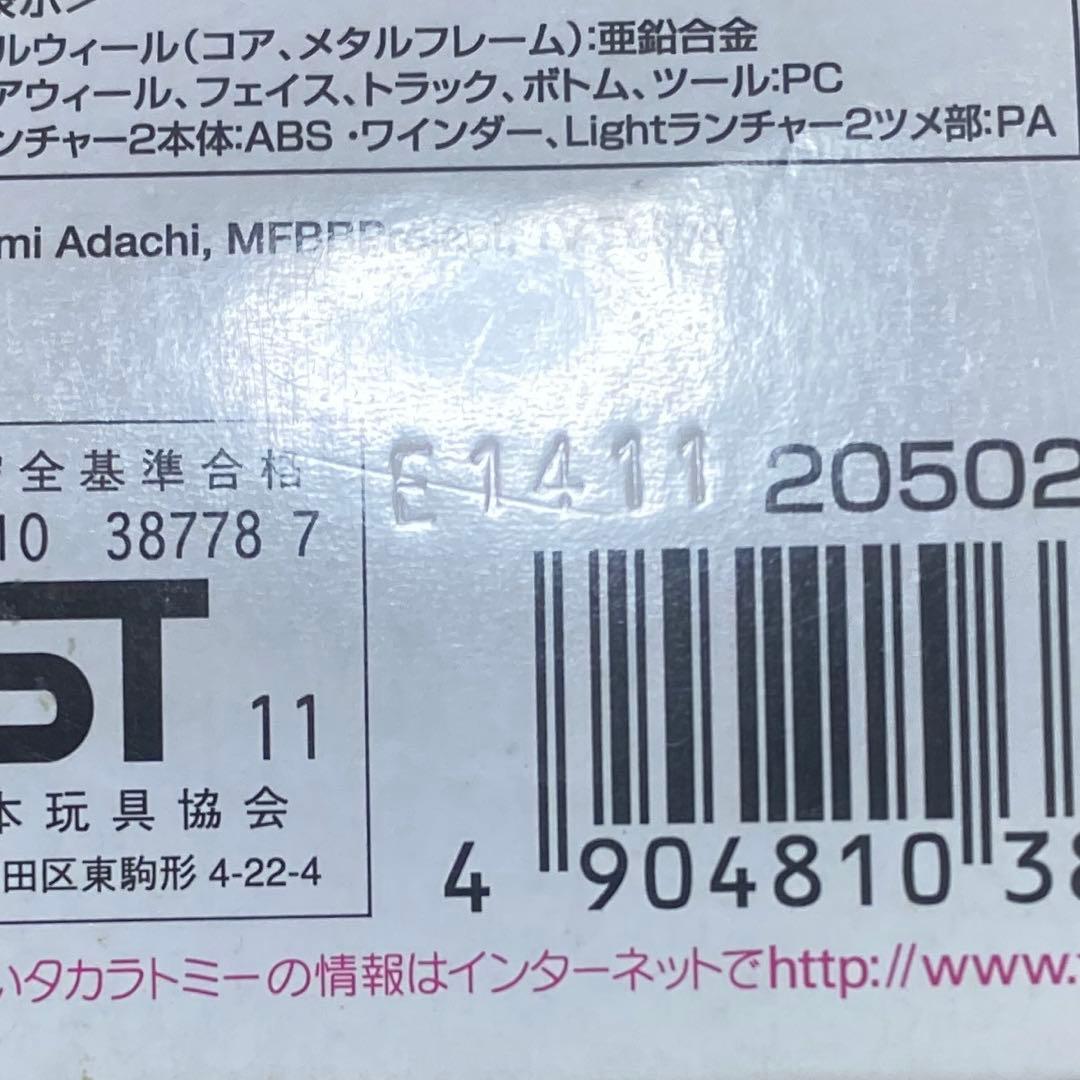 ルウィール(コア、メタルフレーム):亜鉛合金
アウィール、フェイス、トラック、ボトム、ツール:PC
ンチャー2本体:ABS ・ワインダー、Lightランチャー2ツメ部:PA
mi Adachi, MFBBProject,
全基準合格
10 38778 7
E1411
20502
ST
11
本玩具協会
田区東駒形 4-22-4
4 904810 38
いタカラトミーの情報はインターネットでhttp://www.